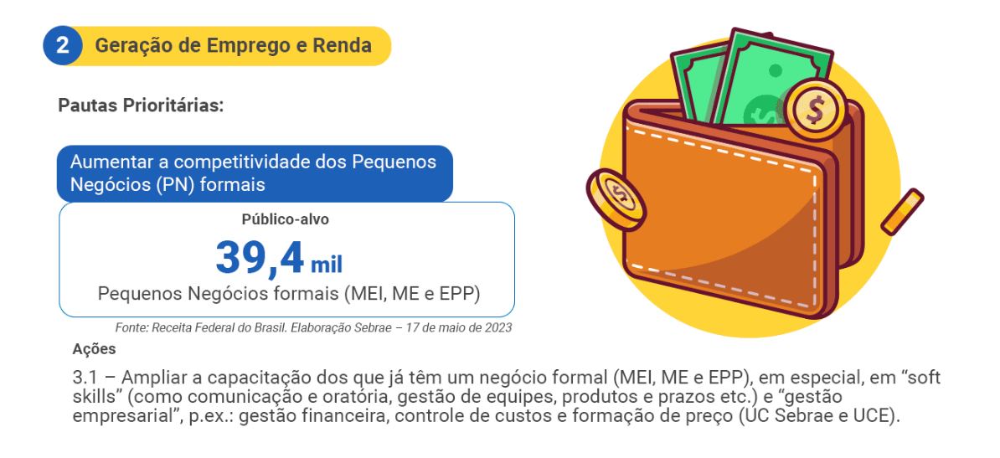 2 Geração de Emprego e Renda
Pautas Prioritárias:
Aumentar a competitividade dos Pequenos
Negócios (PN) formais
Público-alvo
39,4 mil
Pequenos Negócios formais (MEI, ME e EPP)
Fonte: Receita Federal do Brasil. Elaboração Sebrae – 17 de maio de 2023
Ações
3.1 – Ampliar a capacitação dos que já têm um negócio formal (MEI, ME e EPP), em especial, em “soft
skills” (como comunicação e oratória, gestão de equipes, produtos e prazos etc.) e “gestão
empresarial”, p.ex.: gestão financeira, controle de custos e formação de preço (UC Sebrae e UCE).